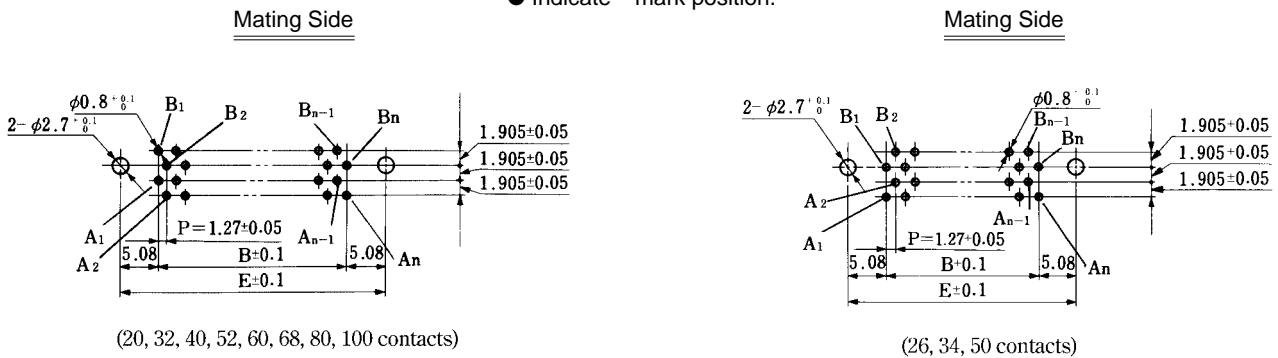 ● Indicate mark position.
Mating Side
φ0.8 +0.1 0
B1
B2
Bn-1
Bn
2-φ2.7 +0.1 0
1.905±0.05
1.905±0.05
1.905±0.05
A1
A2
P=1.27±0.05
An-1
An
5.08
B±0.1
5.08
E±0.1
(20, 32, 40, 52, 60, 68, 80, 100 contacts)
Mating Side
2-φ2.7 +0.1 0
B1
B2
φ0.8 +0.1 0
Bn-1
Bn
1.905+0.05
1.905+0.05
1.905±0.05
A2
A1
An-1
An
P=1.27+0.05
5.08
B+0.1
5.08
E±0.1
(26, 34, 50 contacts)